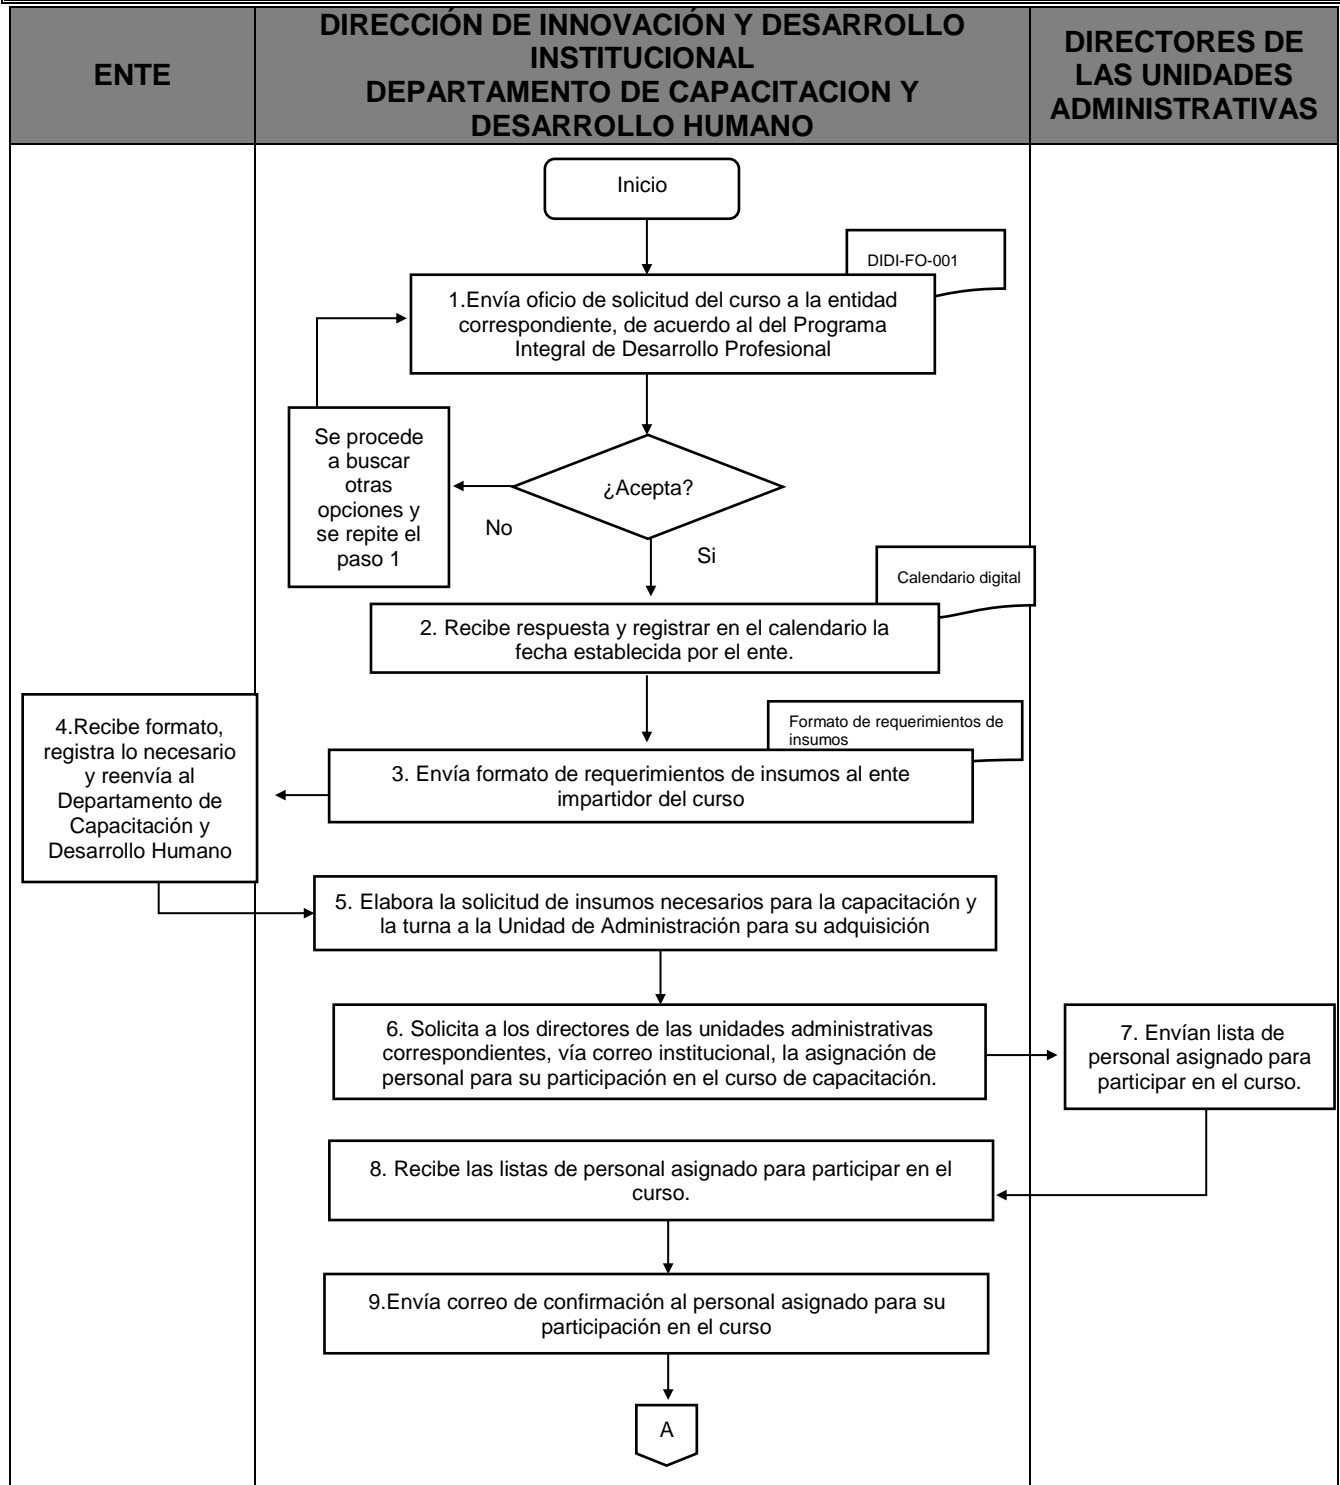 ENTE
DIRECCIÓN DE INNOVACIÓN Y DESARROLLO
INSTITUCIONAL
DEPARTAMENTO DE CAPACITACION Y
DESARROLLO HUMANO
DIRECTORES DE
LAS UNIDADES
ADMINISTRATIVAS
Inicio
DIDI-FO-001
1.Envía oficio de solicitud del curso a la entidad
correspondiente, de acuerdo al del Programa
Integral de Desarrollo Profesional
Se procede
a buscar
otras
opciones y
se repite el
paso 1
¿Acepta?
No
Si
Calendario digital
2. Recibe respuesta y registrar en el calendario la
fecha establecida por el ente.
Formato de requerimientos de
insumos
3. Envía formato de requerimientos de insumos al ente
impartidor del curso
4.Recibe formato,
registra lo necesario
y reenvía al
Departamento de
Capacitación y
Desarrollo Humano
5. Elabora la solicitud de insumos necesarios para la capacitación y
la turna a la Unidad de Administración para su adquisición
6. Solicita a los directores de las unidades administrativas
correspondientes, vía correo institucional, la asignación de
personal para su participación en el curso de capacitación.
7. Envían lista de
personal asignado para
participar en el curso.
8. Recibe las listas de personal asignado para participar en el
curso.
9.Envía correo de confirmación al personal asignado para su
participación en el curso
A